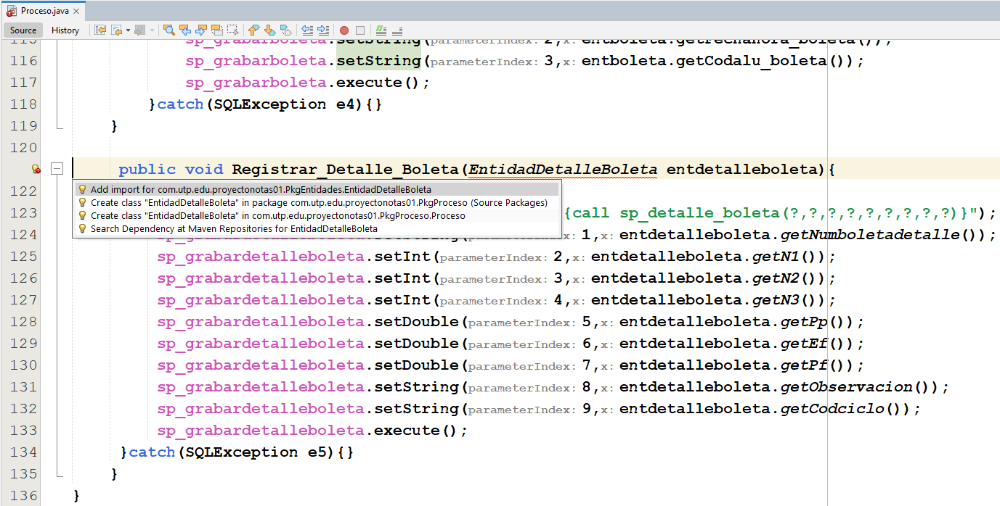 Proceso.java
Source History
115 sp_grabarboleta.setString(parameterIndex: 2,x: entboleta.getFechahora_boleta());
116 sp_grabarboleta.setString(parameterIndex: 3,x: entboleta.getCodalu_boleta());
117 sp_grabarboleta.execute();
118 }catch(SQLException e4){}
119 }
120
public void Registrar_Detalle_Boleta(EntidadDetalleBoleta entdetalleboleta){
Add import for com.utp.edu.proyectonotas01.PkgEntidades.EntidadDetalleBoleta
Create class "EntidadDetalleBoleta" in package com.utp.edu.proyectonotas01.PkgProceso (Source Packages)
Create class "EntidadDetalleBoleta" in com.utp.edu.proyectonotas01.PkgProceso.Proceso
Search Dependency at Maven Repositories for EntidadDetalleBoleta
122
123 {call sp_detalle_boleta(?,?,?,?,?,?,?,?,?)}");
124 1,x: entdetalleboleta.getNumboletadetalle());
125 sp_grabardetalleboleta.setInt(parameterIndex: 2,x: entdetalleboleta.getN1());
126 sp_grabardetalleboleta.setInt(parameterIndex: 3,x: entdetalleboleta.getN2());
127 sp_grabardetalleboleta.setInt(parameterIndex: 4,x: entdetalleboleta.getN3());
128 sp_grabardetalleboleta.setDouble(parameterIndex: 5,x: entdetalleboleta.getPp());
129 sp_grabardetalleboleta.setDouble(parameterIndex: 6,x: entdetalleboleta.getEf());
130 sp_grabardetalleboleta.setDouble(parameterIndex: 7,x: entdetalleboleta.getPf());
131 sp_grabardetalleboleta.setString(parameterIndex: 8,x: entdetalleboleta.getObservacion());
132 sp_grabardetalleboleta.setString(parameterIndex: 9,x: entdetalleboleta.getCodciclo());
133 sp_grabardetalleboleta.execute();
134 }catch(SQLException e5){}
135 }
136 }